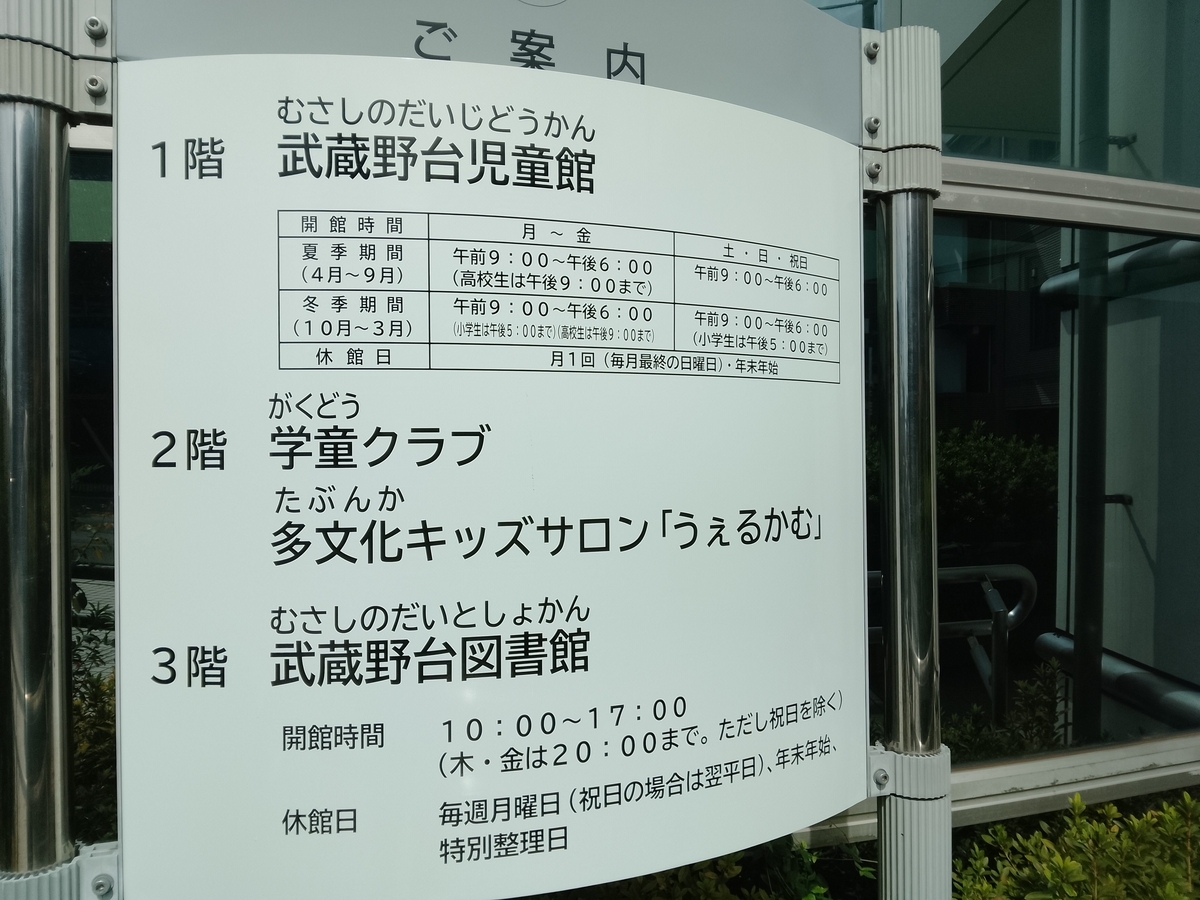 ご案内
むさしのだいじどうかん
1階 武蔵野台児童館
開館時間 月～金 土・日・祝日
夏季期間 (4月～9月) 午前9：00～午後6：00 (高校生は午後9：00まで) 午前9：00～午後6：00
冬季期間 (10月～3月) 午前9：00～午後6：00 (小学生は午後5：00まで)(高校生は午後9：00まで) 午前9：00～午後6：00 (小学生は午後5：00まで)
休館日 月1回（毎月最終の日曜日）・年末年始
がくどう
2階 学童クラブ
たぶんか
多文化キッズサロン「うぇるかむ」
むさしのだいとしょかん
3階 武蔵野台図書館
開館時間 10：00～17：00
(木・金は20：00まで。ただし祝日を除く)
休館日 毎週月曜日(祝日の場合は翌平日)、年末年始、
特別整理日